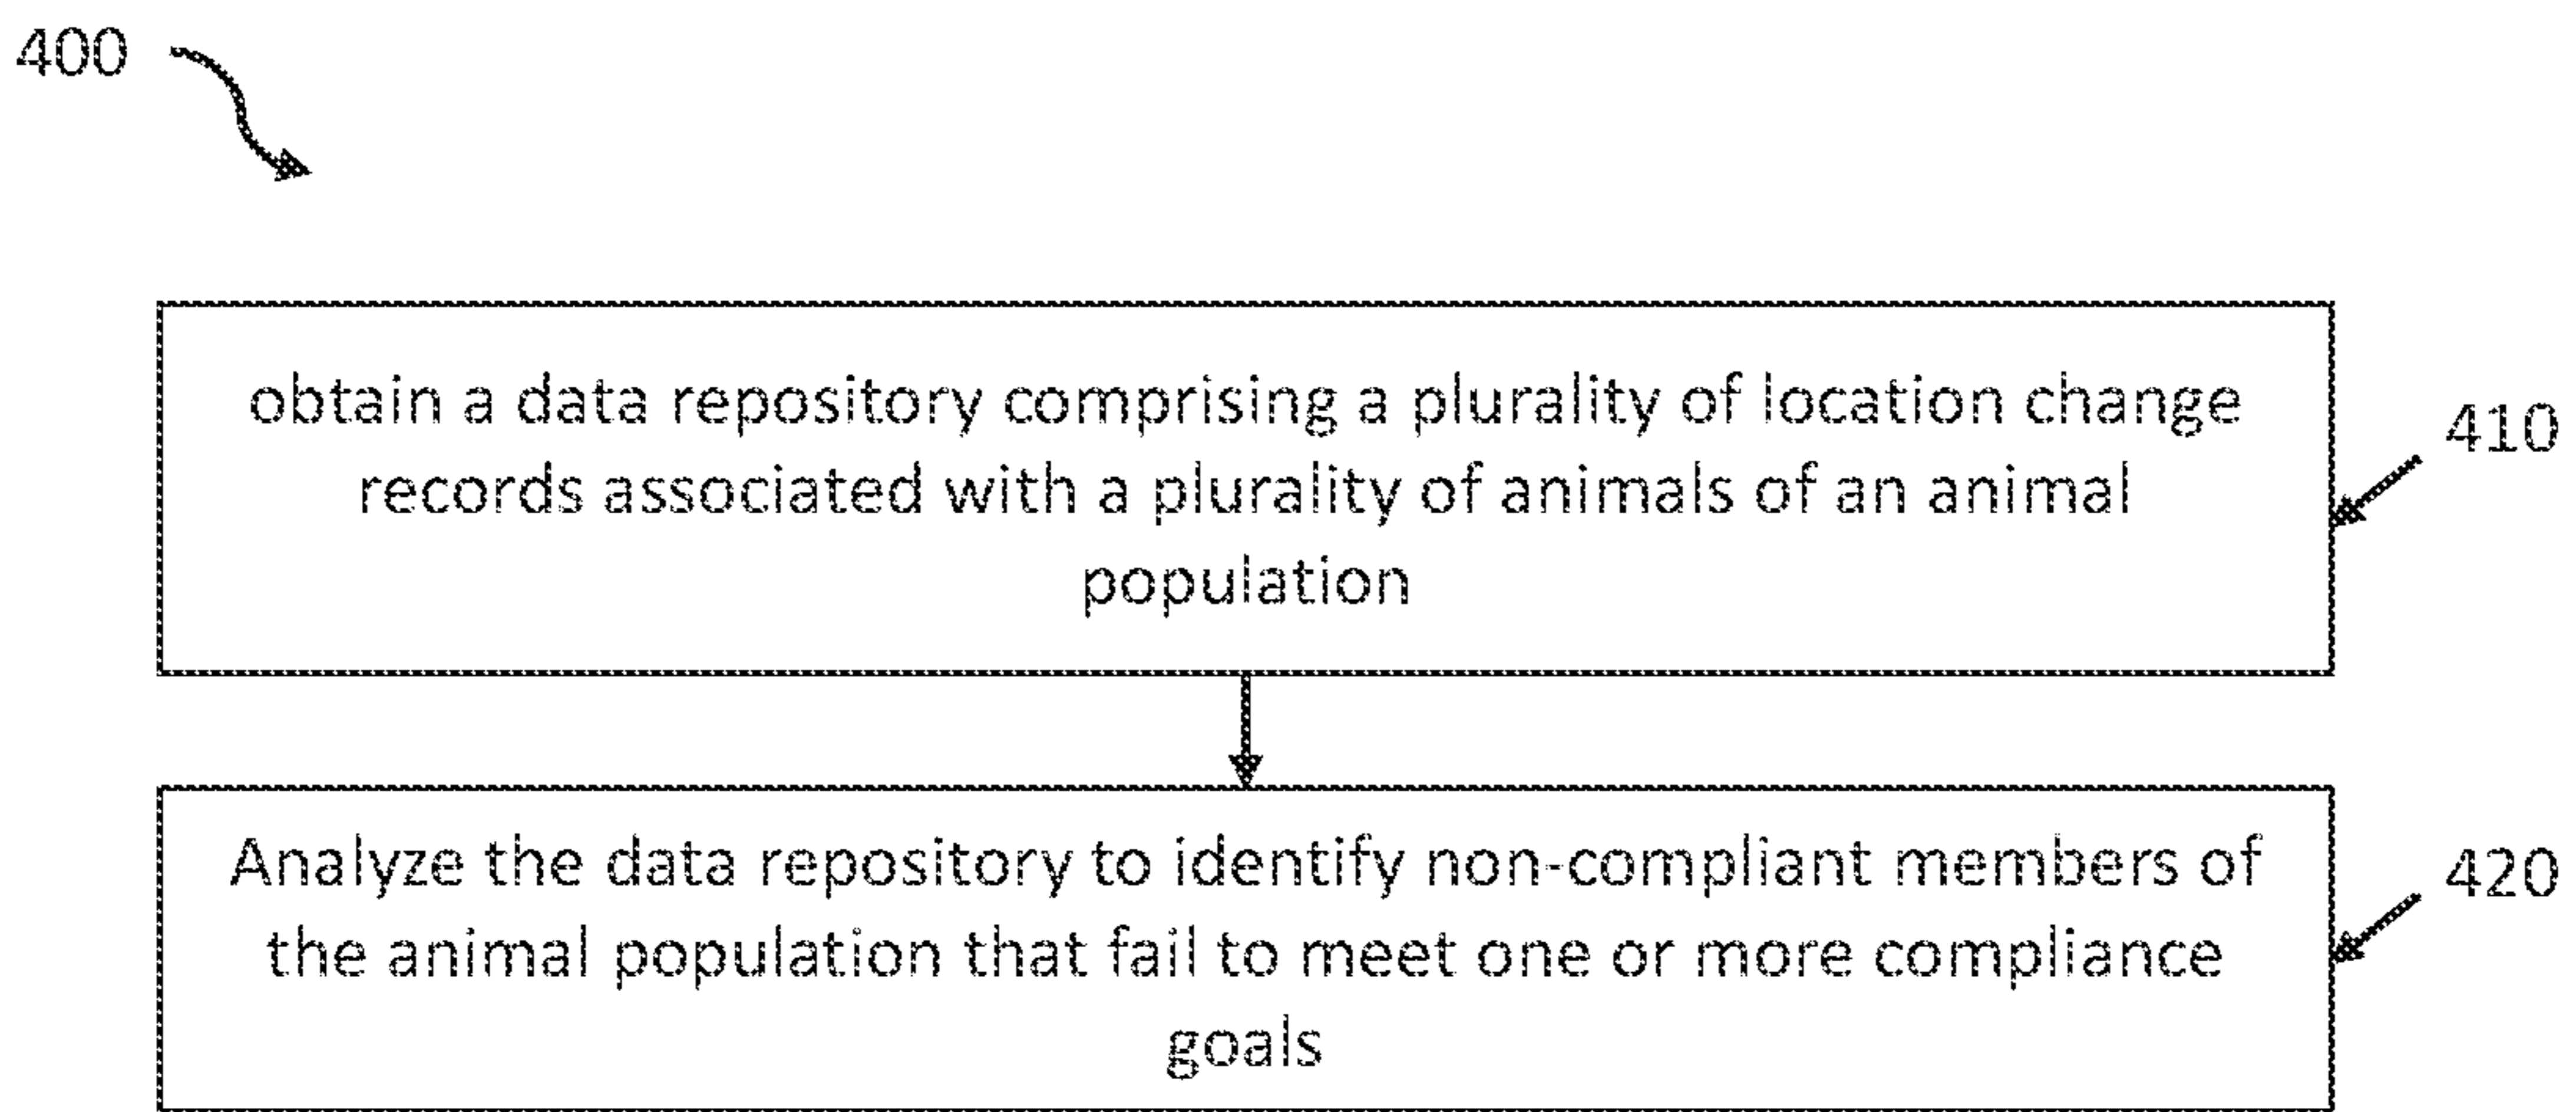 400
obtain a data repository comprising a plurality of location change
records associated with a plurality of animals of an animal
population
410
Analyze the data repository to identify non-compliant members of
the animal population that fail to meet one or more compliance
goals
420